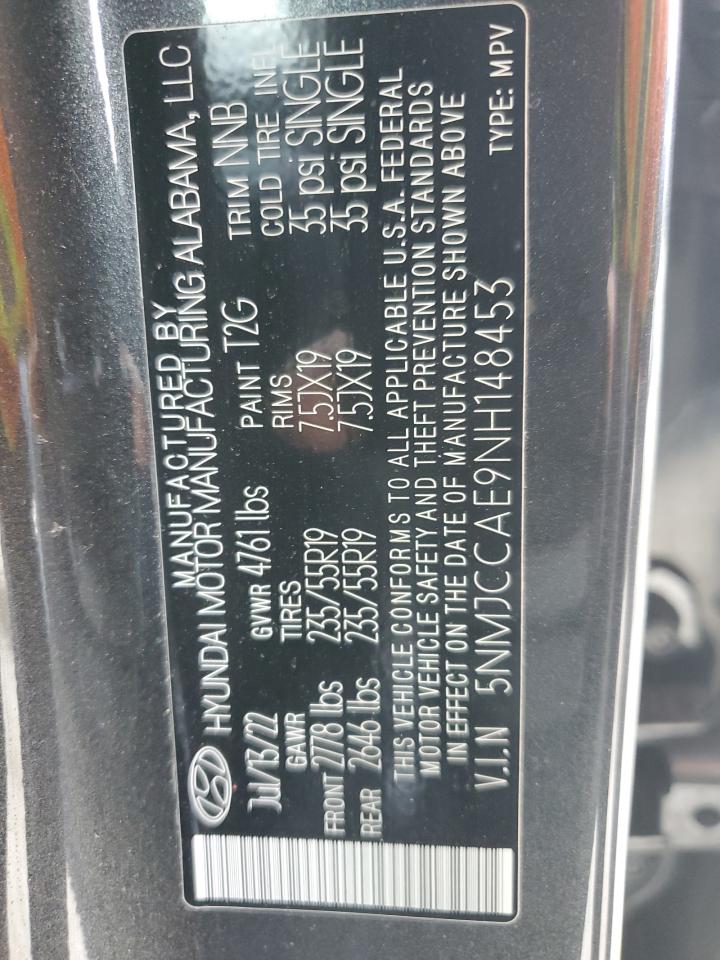 MANUFACTURED BY
HYUNDAI MOTOR MANUFACTURING ALABAMA, LLC
Jul/13/22 GVWR 4761 lbs PAINT T2G TRIM NNB
GAWR TIRES RIMS COLD TIRE INFL
FRONT 2778 lbs 235/55R19 7.5JX19 35 psi SINGLE
REAR 2646 lbs 235/55R19 7.5JX19 35 psi SINGLE
THIS VEHICLE CONFORMS TO ALL APPLICABLE U.S.A. FEDERAL
MOTOR VEHICLE SAFETY AND THEFT PREVENTION STANDARDS
IN EFFECT ON THE DATE OF MANUFACTURE SHOWN ABOVE
V.I.N 5NMJCCAE9NH148453 TYPE: MPV